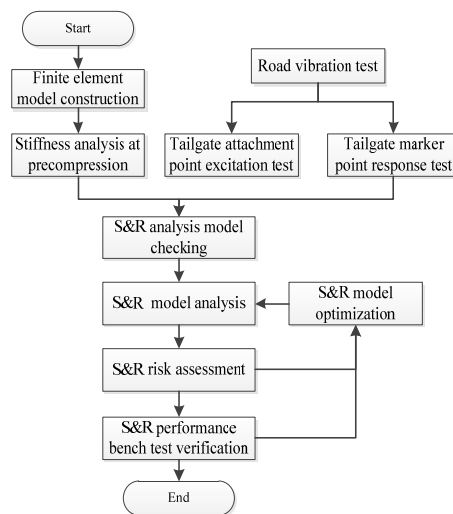 Start
Finite element
model construction
Road vibration test
Stiffness analysis at
precompression
Tailgate attachment
point excitation test
Tailgate marker
point response test
S&R analysis model
checking
S&R model analysis
S&R model
optimization
S&R risk assessment
S&R performance
bench test verification
End